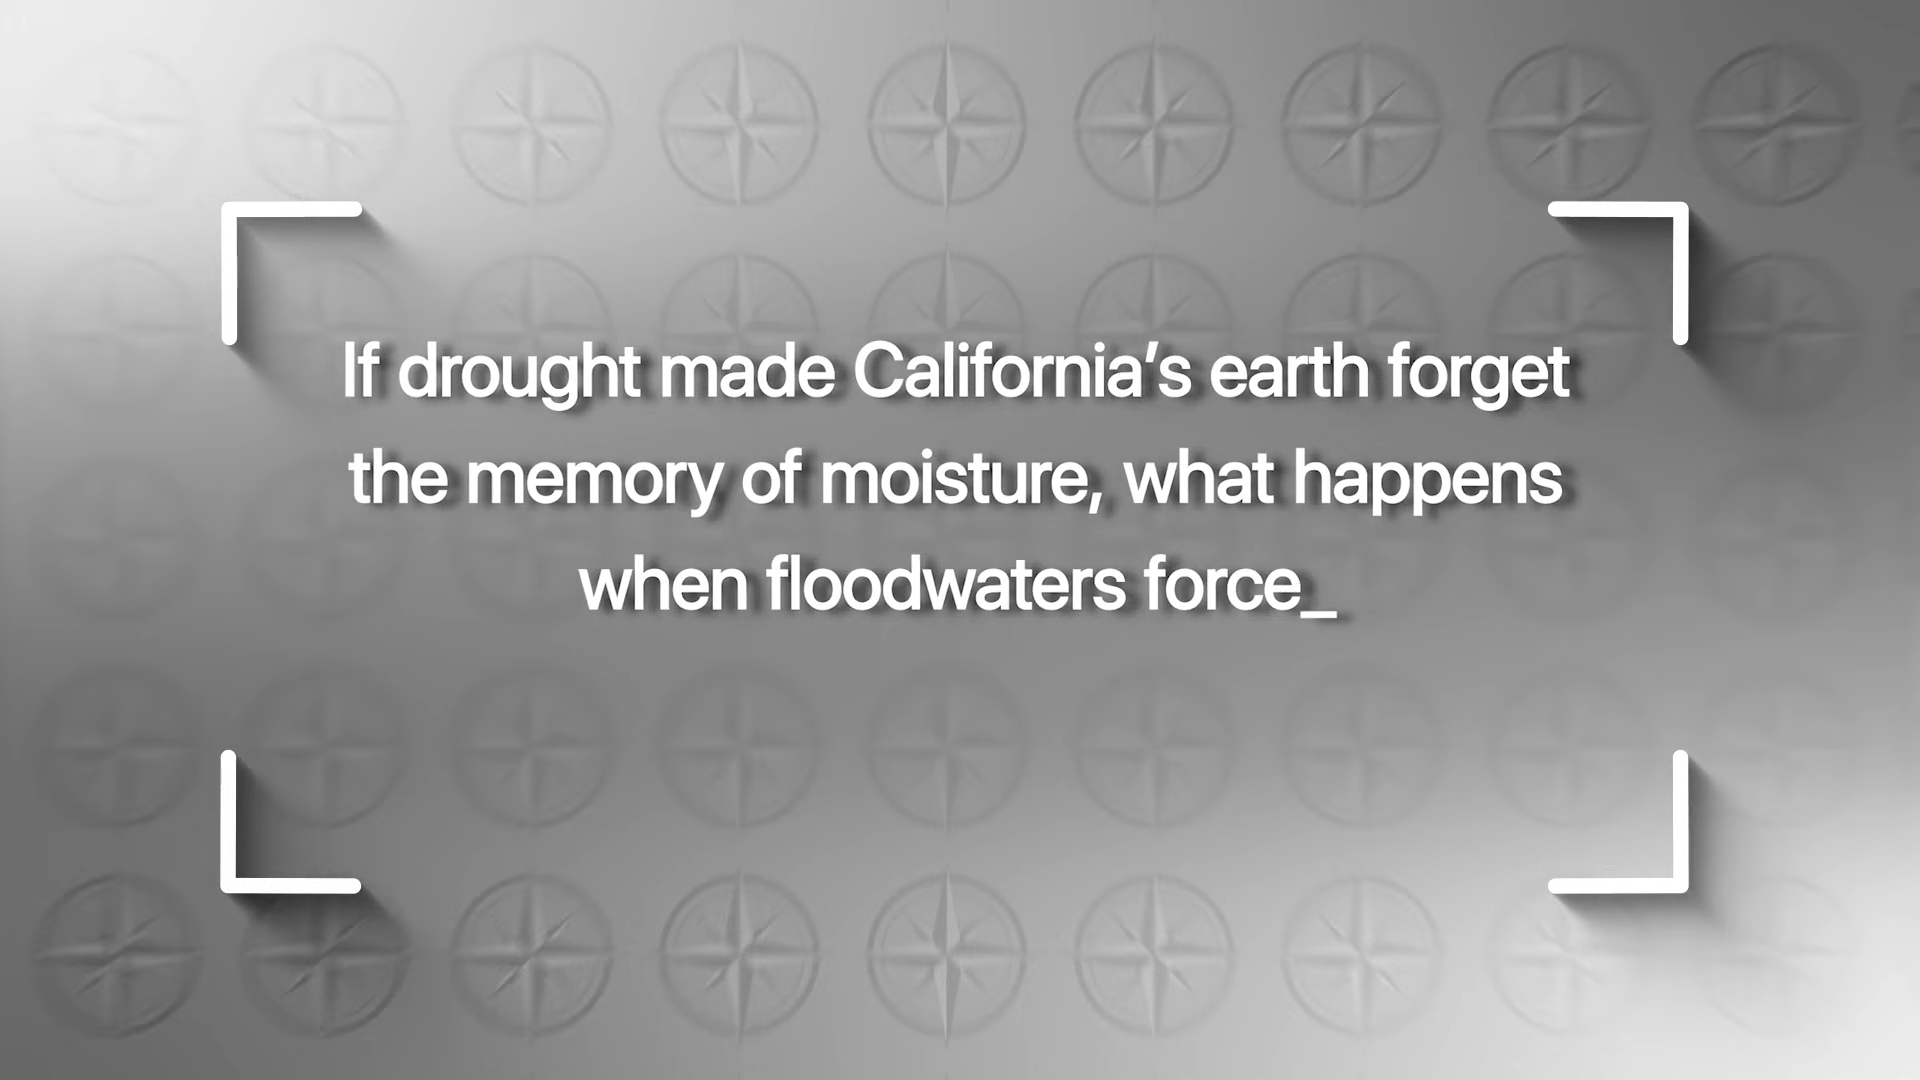 If drought made California’s earth forget
the memory of moisture, what happens
when floodwaters force_